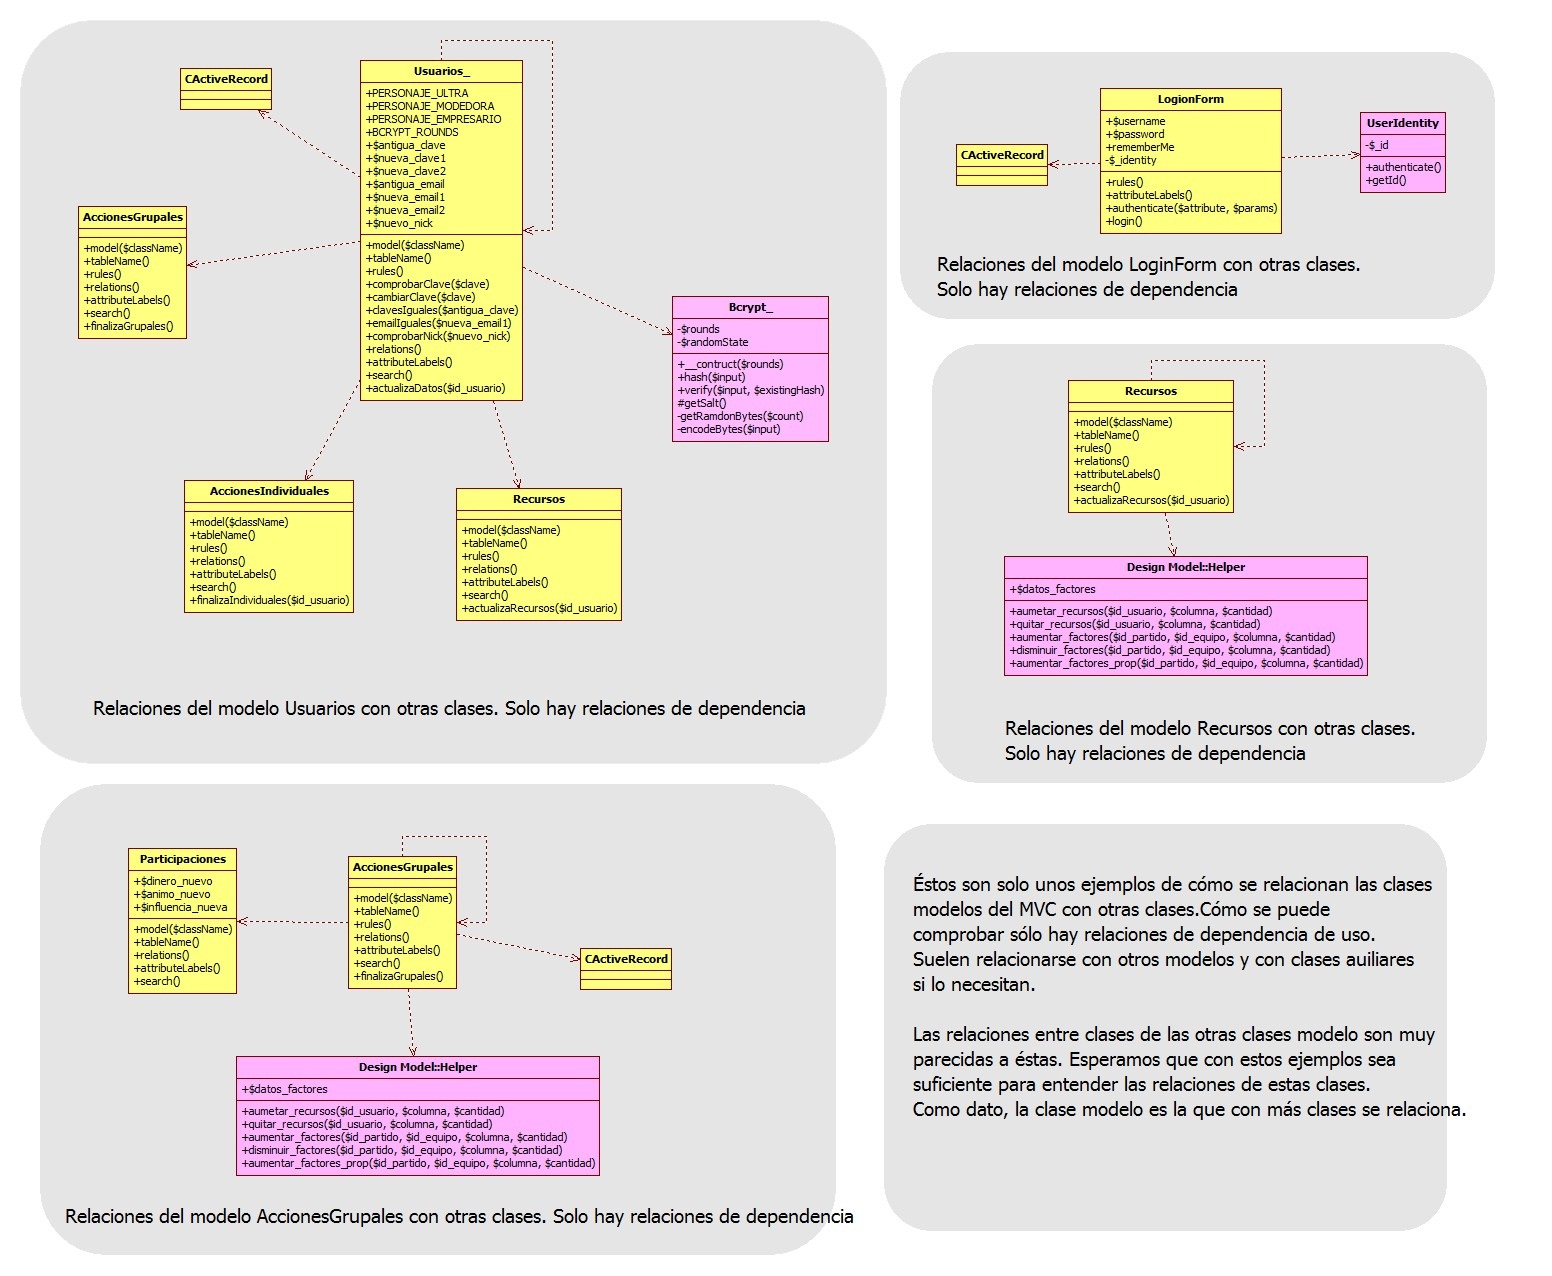 CActiveRecord
Usuarios_
+PERSONAJE_ULTRA
+PERSONAJE_MODEDORA
+PERSONAJE_EMPRESARIO
+BCRYPT_ROUNDS
+$antigua_clave
+$nueva_clave1
+$nueva_clave2
+$antigua_email
+$nueva_email1
+$nueva_email2
+$nuevo_nick
+model($className)
+tableName()
+rules()
+comprobarClave($clave)
+cambiarClave($clave)
+clavesIguales($antigua_clave)
+emailIguales($nueva_email1)
+comprobarNick($nuevo_nick)
+relations()
+attributeLabels()
+search()
+actualizaDatos($id_usuario)
AccionesGrupales
+model($className)
+tableName()
+rules()
+relations()
+attributeLabels()
+search()
+finalizaGrupales()
Bcrypt_
-$rounds
-$randomState
+__contruct($rounds)
+hash($input)
+verify($input, $existingHash)
#getSalt()
-getRamdonBytes($count)
-encodeBytes($input)
AccionesIndividuales
+model($className)
+tableName()
+rules()
+relations()
+attributeLabels()
+search()
+finalizaIndividuales($id_usuario)
Recursos
+model($className)
+tableName()
+rules()
+relations()
+attributeLabels()
+search()
+actualizaRecursos($id_usuario)
Relaciones del modelo Usuarios con otras clases. Solo hay relaciones de dependencia
CActiveRecord
LogionForm
+$username
+$password
+rememberMe
-$_identity
+rules()
+attributeLabels()
+authenticate($attribute, $params)
+login()
UserIdentity
-$_id
+authenticate()
+getId()
Relaciones del modelo LoginForm con otras clases.
Solo hay relaciones de dependencia
Recursos
+model($className)
+tableName()
+rules()
+relations()
+attributeLabels()
+search()
+actualizaRecursos($id_usuario)
Design Model::Helper
+$datos_factores
+aumetar_recursos($id_usuario, $columna, $cantidad)
+quitar_recursos($id_usuario, $columna, $cantidad)
+aumentar_factores($id_partido, $id_equipo, $columna, $cantidad)
+disminuir_factores($id_partido, $id_equipo, $columna, $cantidad)
+aumentar_factores_prop($id_partido, $id_equipo, $columna, $cantidad)
Relaciones del modelo Recursos con otras clases.
Solo hay relaciones de dependencia
Participaciones
+$dinero_nuevo
+$animo_nuevo
+$influencia_nueva
+model($className)
+tableName()
+relations()
+attributeLabels()
+search()
AccionesGrupales
+model($className)
+tableName()
+rules()
+relations()
+attributeLabels()
+search()
+finalizaGrupales()
CActiveRecord
Design Model::Helper
+$datos_factores
+aumetar_recursos($id_usuario, $columna, $cantidad)
+quitar_recursos($id_usuario, $columna, $cantidad)
+aumentar_factores($id_partido, $id_equipo, $columna, $cantidad)
+disminuir_factores($id_partido, $id_equipo, $columna, $cantidad)
+aumentar_factores_prop($id_partido, $id_equipo, $columna, $cantidad)
Relaciones del modelo AccionesGrupales con otras clases. Solo hay relaciones de dependencia
Éstos son solo unos ejemplos de cómo se relacionan las clases
modelos del MVC con otras clases.Cómo se puede
comprobar sólo hay relaciones de dependencia de uso.
Suelen relacionarse con otros modelos y con clases auiliares
si lo necesitan.
Las relaciones entre clases de las otras clases modelo son muy
parecidas a éstas. Esperamos que con estos ejemplos sea
suficiente para entender las relaciones de estas clases.
Como dato, la clase modelo es la que con más clases se relaciona.